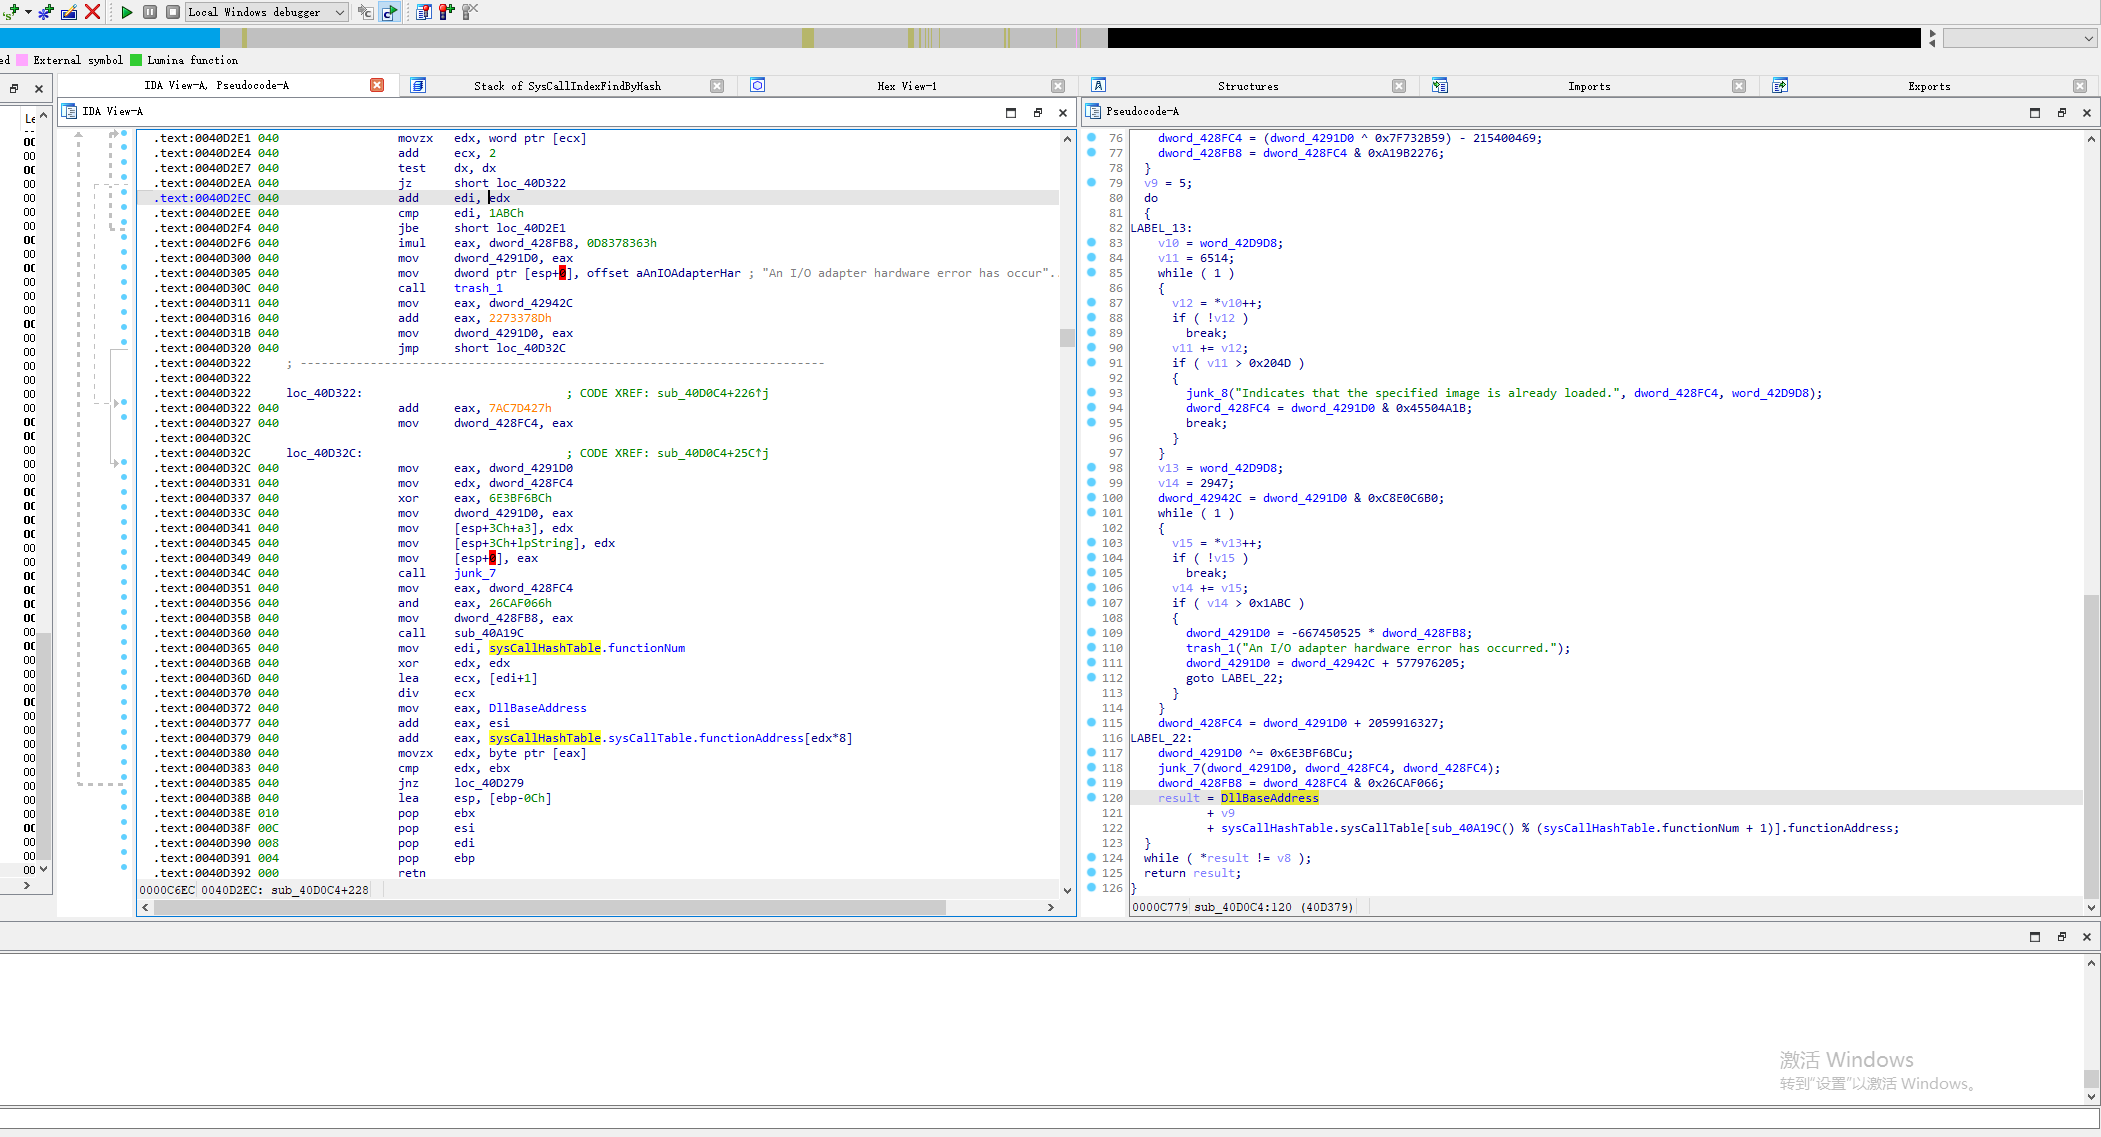 Local Windows debugger
ed External symbol Lumina function
IDA View-A, Pseudocode-A Stack of SysCallIndexFindByHash Hex View-1 Structures Imports Exports
IDA View-A
.text:0040D2E1 040 movzx edx, word ptr [ecx]
.text:0040D2E4 040 add ecx, 2
.text:0040D2E7 040 test dx, dx
.text:0040D2EA 040 jz short loc_40D322
.text:0040D2EC 040 add edi, edx
.text:0040D2EE 040 cmp edi, 1ABCh
.text:0040D2F4 040 jbe short loc_40D2E1
.text:0040D2F6 040 imul eax, dword_428FB8, 0D8378363h
.text:0040D300 040 mov dword_4291D0, eax
.text:0040D305 040 mov dword ptr [esp+0], offset aAnIOAdapterHar ; "An I/O adapter hardware error has occur"..
.text:0040D30C 040 call trash_1
.text:0040D311 040 mov eax, dword_42942C
.text:0040D316 040 add eax, 2273378Dh
.text:0040D31B 040 mov dword_4291D0, eax
.text:0040D320 040 jmp short loc_40D32C
.text:0040D322 ; ---------------------------------------------------------------------------
.text:0040D322
.text:0040D322 loc_40D322: ; CODE XREF: sub_40D0C4+226↑j
.text:0040D322 040 add eax, 7AC7D427h
.text:0040D327 040 mov dword_428FC4, eax
.text:0040D32C
.text:0040D32C loc_40D32C: ; CODE XREF: sub_40D0C4+25C↑j
.text:0040D32C 040 mov eax, dword_4291D0
.text:0040D331 040 mov edx, dword_428FC4
.text:0040D337 040 xor eax, 6E3BF6BCh
.text:0040D33C 040 mov dword_4291D0, eax
.text:0040D341 040 mov [esp+3Ch+a3], edx
.text:0040D345 040 mov [esp+3Ch+lpString], edx
.text:0040D349 040 mov [esp+0], eax
.text:0040D34C 040 call junk_7
.text:0040D351 040 mov eax, dword_428FC4
.text:0040D356 040 and eax, 26CAF066h
.text:0040D35B 040 mov dword_428FB8, eax
.text:0040D360 040 call sub_40A19C
.text:0040D365 040 mov edi, sysCallHashTable.functionNum
.text:0040D36B 040 xor edx, edx
.text:0040D36D 040 lea ecx, [edi+1]
.text:0040D370 040 div ecx
.text:0040D372 040 mov eax, DllBaseAddress
.text:0040D377 040 add eax, esi
.text:0040D379 040 add eax, sysCallHashTable.sysCallTable.functionAddress[edx*8]
.text:0040D380 040 movzx edx, byte ptr [eax]
.text:0040D383 040 cmp edx, ebx
.text:0040D385 040 jnz loc_40D279
.text:0040D38B 040 lea esp, [ebp-0Ch]
.text:0040D38E 010 pop ebx
.text:0040D38F 00C pop esi
.text:0040D390 008 pop edi
.text:0040D391 004 pop ebp
.text:0040D392 000 retn
0000C6EC 0040D2EC: sub_40D0C4+228
Pseudocode-A
76 dword_428FC4 = (dword_4291D0 ^ 0x7F732B59) - 215400469;
77 dword_428FB8 = dword_428FC4 & 0xA19B2276;
78 }
79 v9 = 5;
80 do
81 {
82 LABEL_13:
83 v10 = word_42D9D8;
84 v11 = 6514;
85 while ( 1 )
86 {
87 v12 = *v10++;
88 if ( !v12 )
89 break;
90 v11 += v12;
91 if ( v11 > 0x204D )
92 {
93 junk_8("Indicates that the specified image is already loaded.", dword_428FC4, word_42D9D8);
94 dword_428FC4 = dword_4291D0 & 0x45504A1B;
95 break;
96 }
97 }
98 v13 = word_42D9D8;
99 v14 = 2947;
100 dword_42942C = dword_4291D0 & 0xC8E0C6B0;
101 while ( 1 )
102 {
103 v15 = *v13++;
104 if ( !v15 )
105 break;
106 v14 += v15;
107 if ( v14 > 0x1ABC )
108 {
109 dword_4291D0 = -667450525 * dword_428FB8;
110 trash_1("An I/O adapter hardware error has occurred.");
111 dword_4291D0 = dword_42942C + 577976205;
112 goto LABEL_22;
113 }
114 }
115 dword_428FC4 = dword_4291D0 + 2059916327;
116 LABEL_22:
117 dword_4291D0 ^= 0x6E3BF6BCu;
118 junk_7(dword_4291D0, dword_428FC4, dword_428FC4);
119 dword_428FB8 = dword_428FC4 & 0x26CAF066;
120 result = DllBaseAddress
121 + v9
122 + sysCallHashTable.sysCallTable[sub_40A19C() % (sysCallHashTable.functionNum + 1)].functionAddress;
123 }
124 while ( *result != v8 );
125 return result;
126 }
0000C779 sub_40D0C4:120 (40D379)
激活 Windows
转到"设置"以激活 Windows。